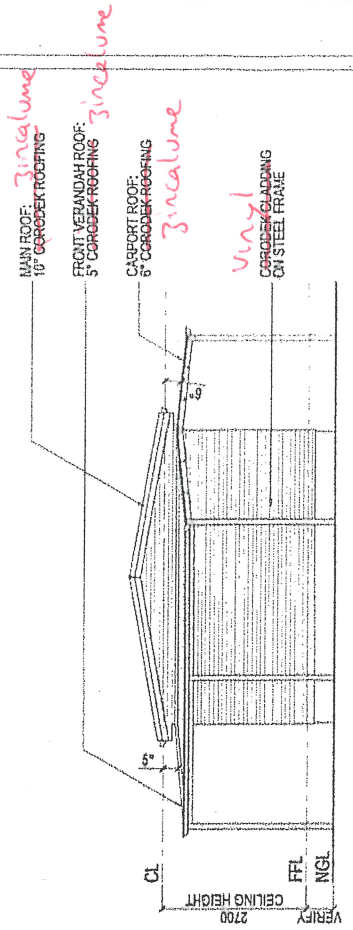 MAIN ROOF: zincalume
10° CORODEK ROOFING
FRONT VERANDAH ROOF: zincalume
5° CORODEK ROOFING
CARPORT ROOF:
6° CORODEK ROOFING
zincalume
vinyl
CORODEK CLADDING
ON STEEL FRAME
5°
6°
CL
2700
CEILING HEIGHT
FFL
NGL
VERIFY